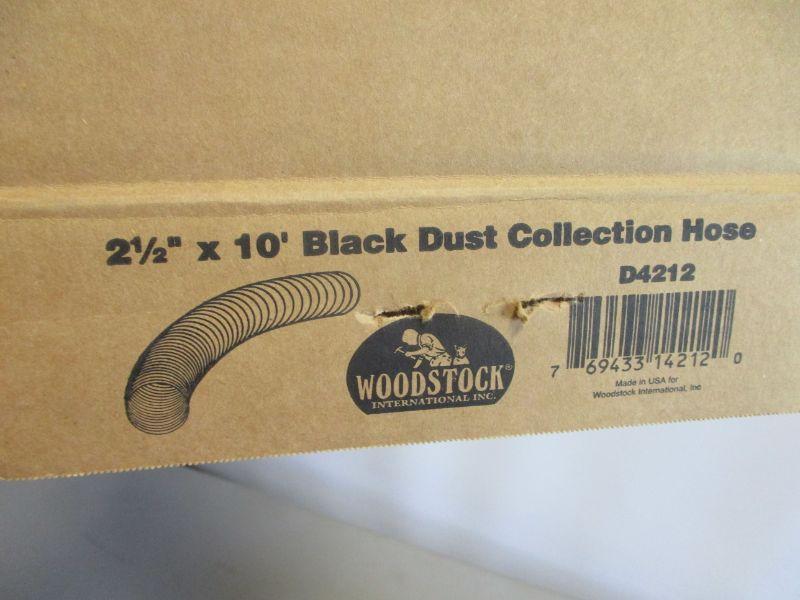 2½" x 10' Black Dust Collection Hose
D4212
WOODSTOCK®
INTERNATIONAL INC.
7 69433 14212 0
Made in USA for
Woodstock International, Inc